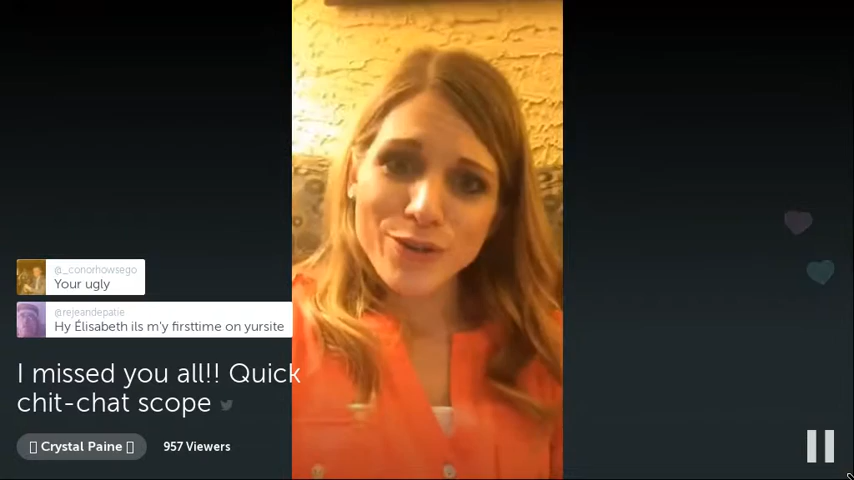 @_conorhowsego
Your ugly
@rejeandepatie
Hy Élisabeth ils m'y firsttime on yursite
I missed you all!! Quick
chit-chat scope
Crystal Paine
957 Viewers